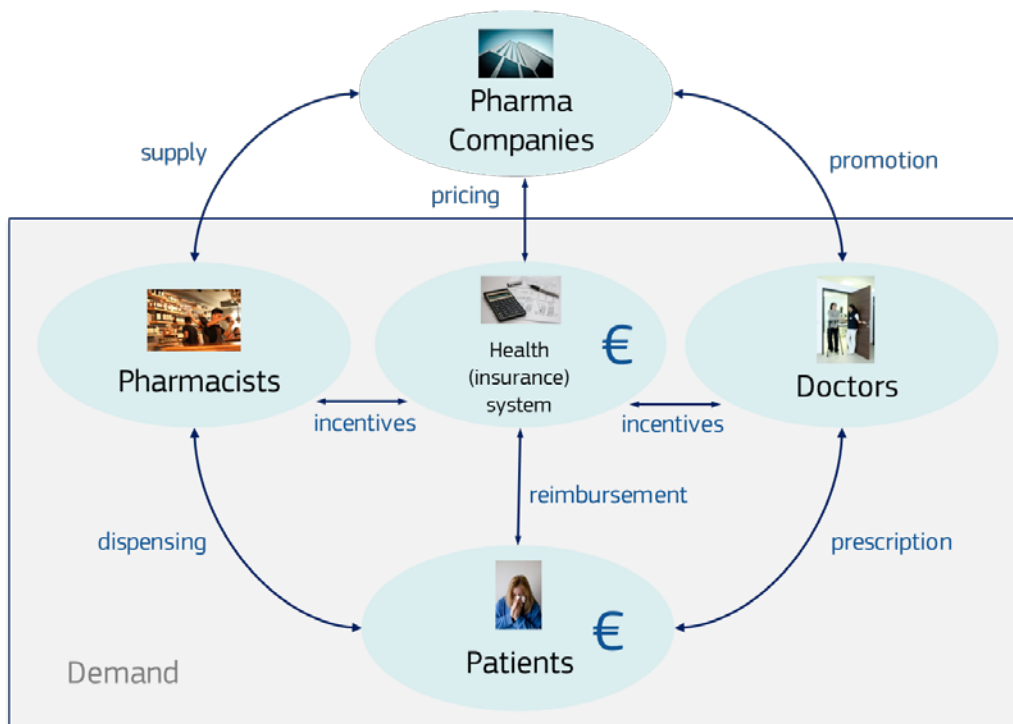 Pharma
Companies
supply
promotion
pricing
Pharmacists
Health
(insurance)
system
€
Doctors
incentives
incentives
reimbursement
dispensing
prescription
Patients
€
Demand